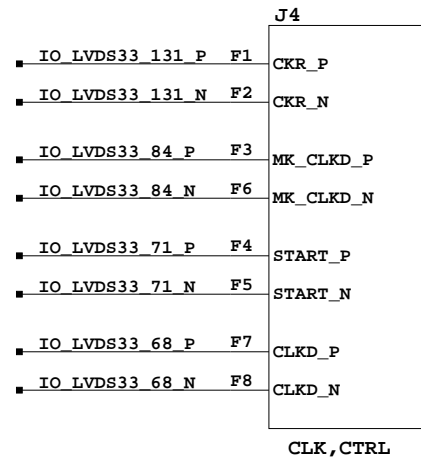 J4
IO_LVDS33_131_P F1 CKR_P
IO_LVDS33_131_N F2 CKR_N
IO_LVDS33_84_P F3 MK_CLKD_P
IO_LVDS33_84_N F6 MK_CLKD_N
IO_LVDS33_71_P F4 START_P
IO_LVDS33_71_N F5 START_N
IO_LVDS33_68_P F7 CLKD_P
IO_LVDS33_68_N F8 CLKD_N
CLK,CTRL